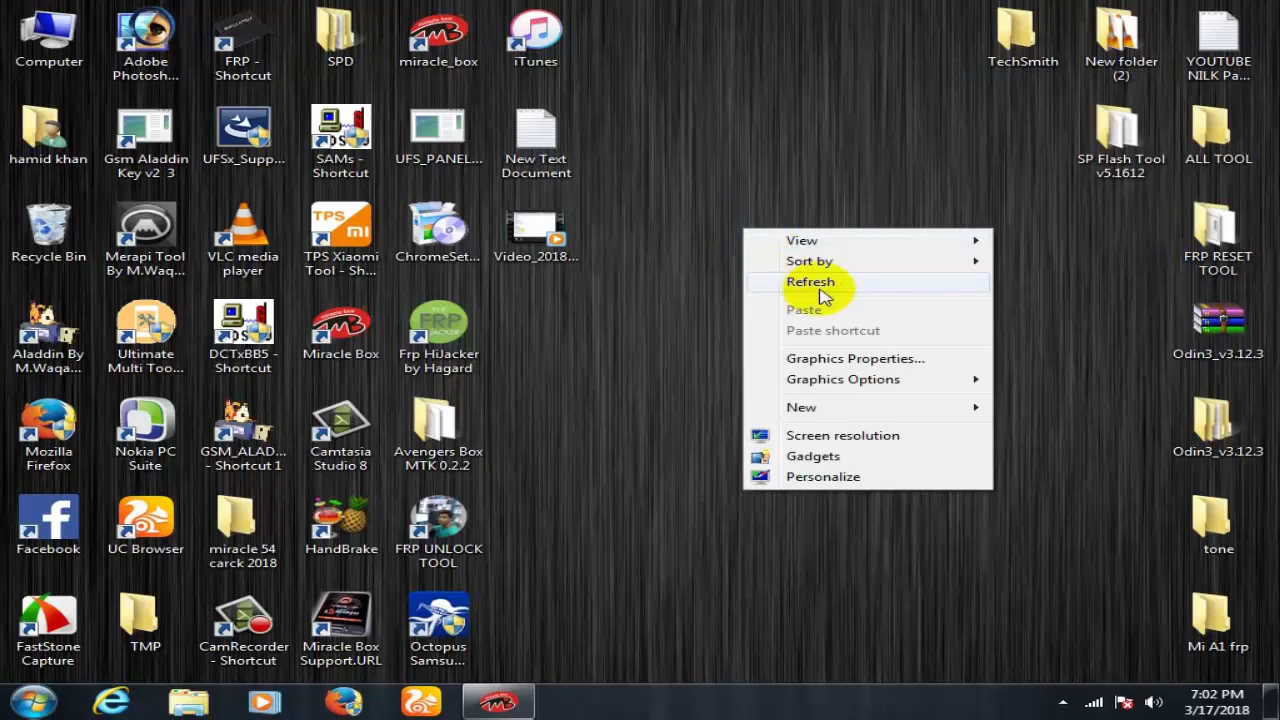 Computer
Adobe
Photosh...
FRP -
Shortcut
SPD
miracle_box
iTunes
TechSmith
New folder
(2)
YOUTUBE
NILK Pa...
hamid khan
Gsm Aladdin
Key v2 3
UFSx_Supp...
SAMs -
Shortcut
UFS_PANEL...
New Text
Document
SP Flash Tool
v5.1612
ALL TOOL
Recycle Bin
Merapi Tool
By M.Waqa...
VLC media
player
TPS
mi
TPS Xiaomi
Tool - Sh...
ChromeSet...
Video_2018...
FRP RESET
TOOL
View
Sort by
Refresh
Paste
Paste shortcut
Graphics Properties...
Graphics Options
New
Screen resolution
Gadgets
Personalize
Aladdin By
M.Waqa...
Ultimate
Multi Too...
DCTxBB5 -
Shortcut
Miracle Box
FRP
Frp HiJacker
by Hagard
Odin3_v3.12.3
Mozilla
Firefox
Nokia PC
Suite
GSM_ALAD...
- Shortcut 1
Camtasia
Studio 8
Avengers Box
MTK 0.2.2
Odin3_v3.12.3
Facebook
UC Browser
miracle 54
carck 2018
HandBrake
FRP UNLOCK
TOOL
tone
FastStone
Capture
TMP
CamRecorder
- Shortcut
Miracle Box
Support.URL
Octopus
Samsu...
Mi A1 frp
7:02 PM
3/17/2018